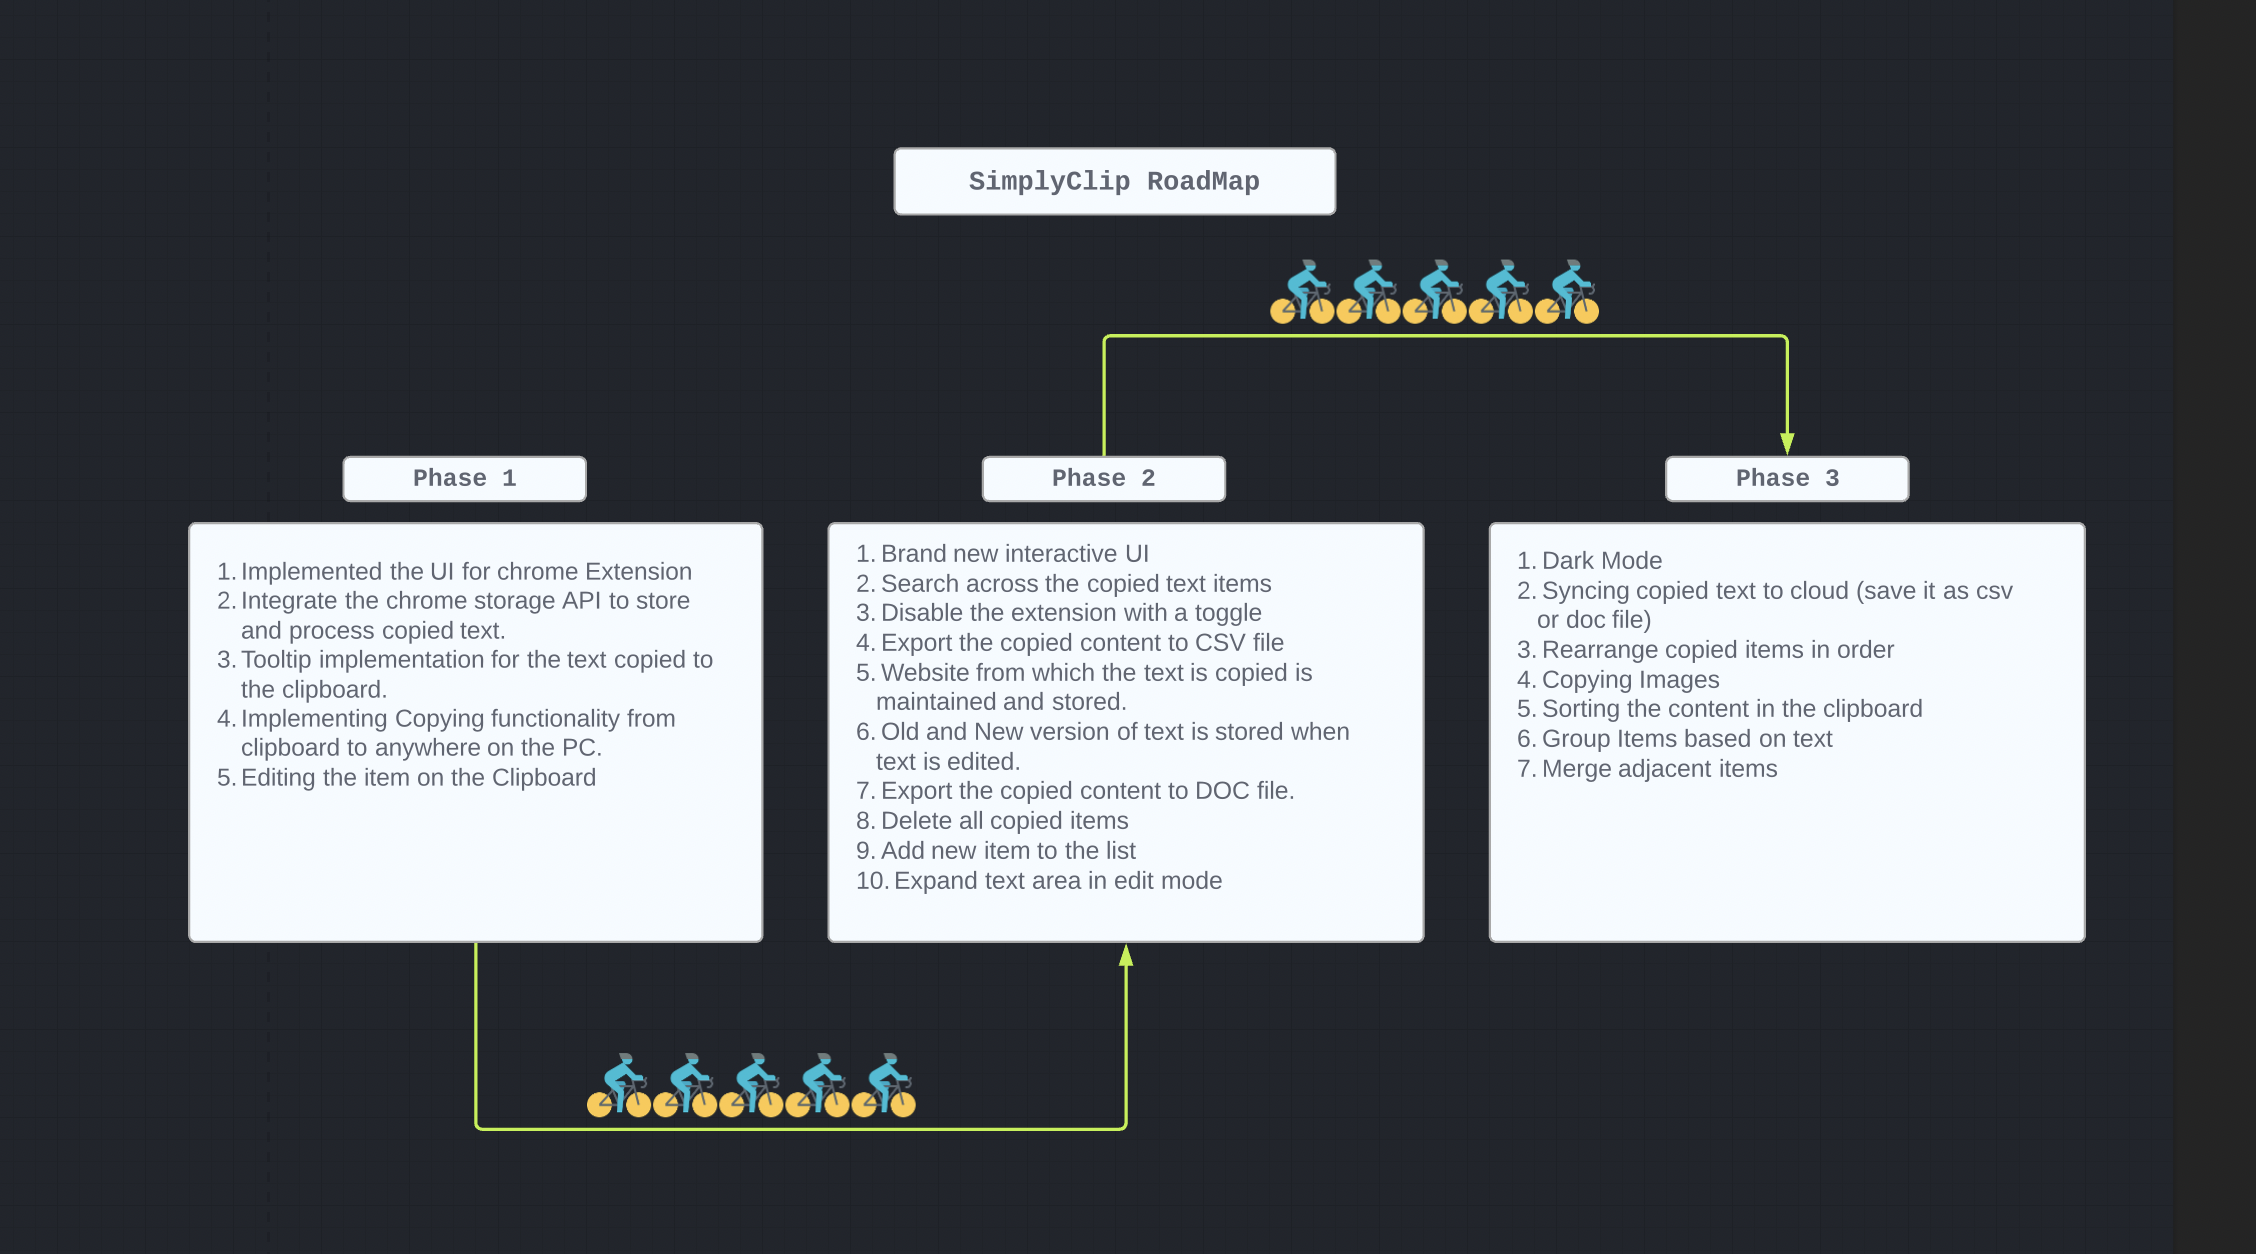 SimplyClip RoadMap
Phase 1
1. Implemented the UI for chrome Extension
2. Integrate the chrome storage API to store
and process copied text.
3. Tooltip implementation for the text copied to
the clipboard.
4. Implementing Copying functionality from
clipboard to anywhere on the PC.
5. Editing the item on the Clipboard
Phase 2
1. Brand new interactive UI
2. Search across the copied text items
3. Disable the extension with a toggle
4. Export the copied content to CSV file
5. Website from which the text is copied is
maintained and stored.
6. Old and New version of text is stored when
text is edited.
7. Export the copied content to DOC file.
8. Delete all copied items
9. Add new item to the list
10. Expand text area in edit mode
Phase 3
1. Dark Mode
2. Syncing copied text to cloud (save it as csv
or doc file)
3. Rearrange copied items in order
4. Copying Images
5. Sorting the content in the clipboard
6. Group Items based on text
7. Merge adjacent items